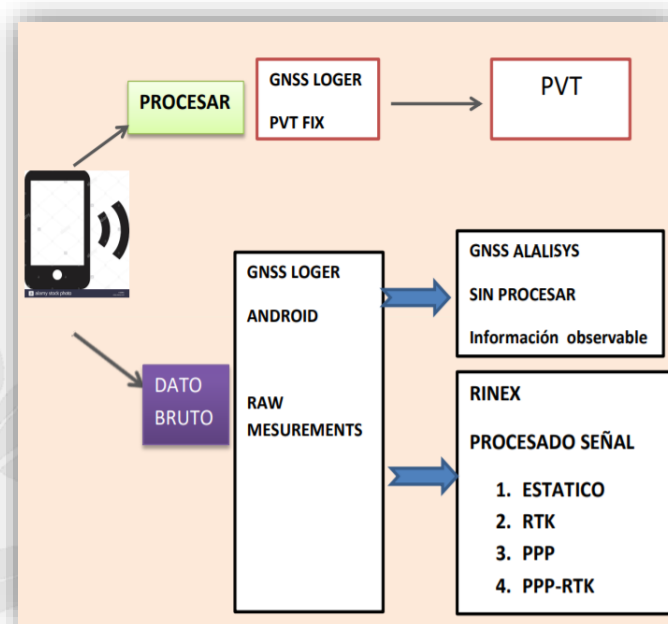 PROCESAR
GNSS LOGER
PVT FIX
PVT
GNSS LOGER
ANDROID
RAW
MESUREMENTS
GNSS ALALISYS
SIN PROCESAR
Información observable
DATO
BRUTO
RINEX
PROCESADO SEÑAL
1. ESTATICO
2. RTK
3. PPP
4. PPP-RTK